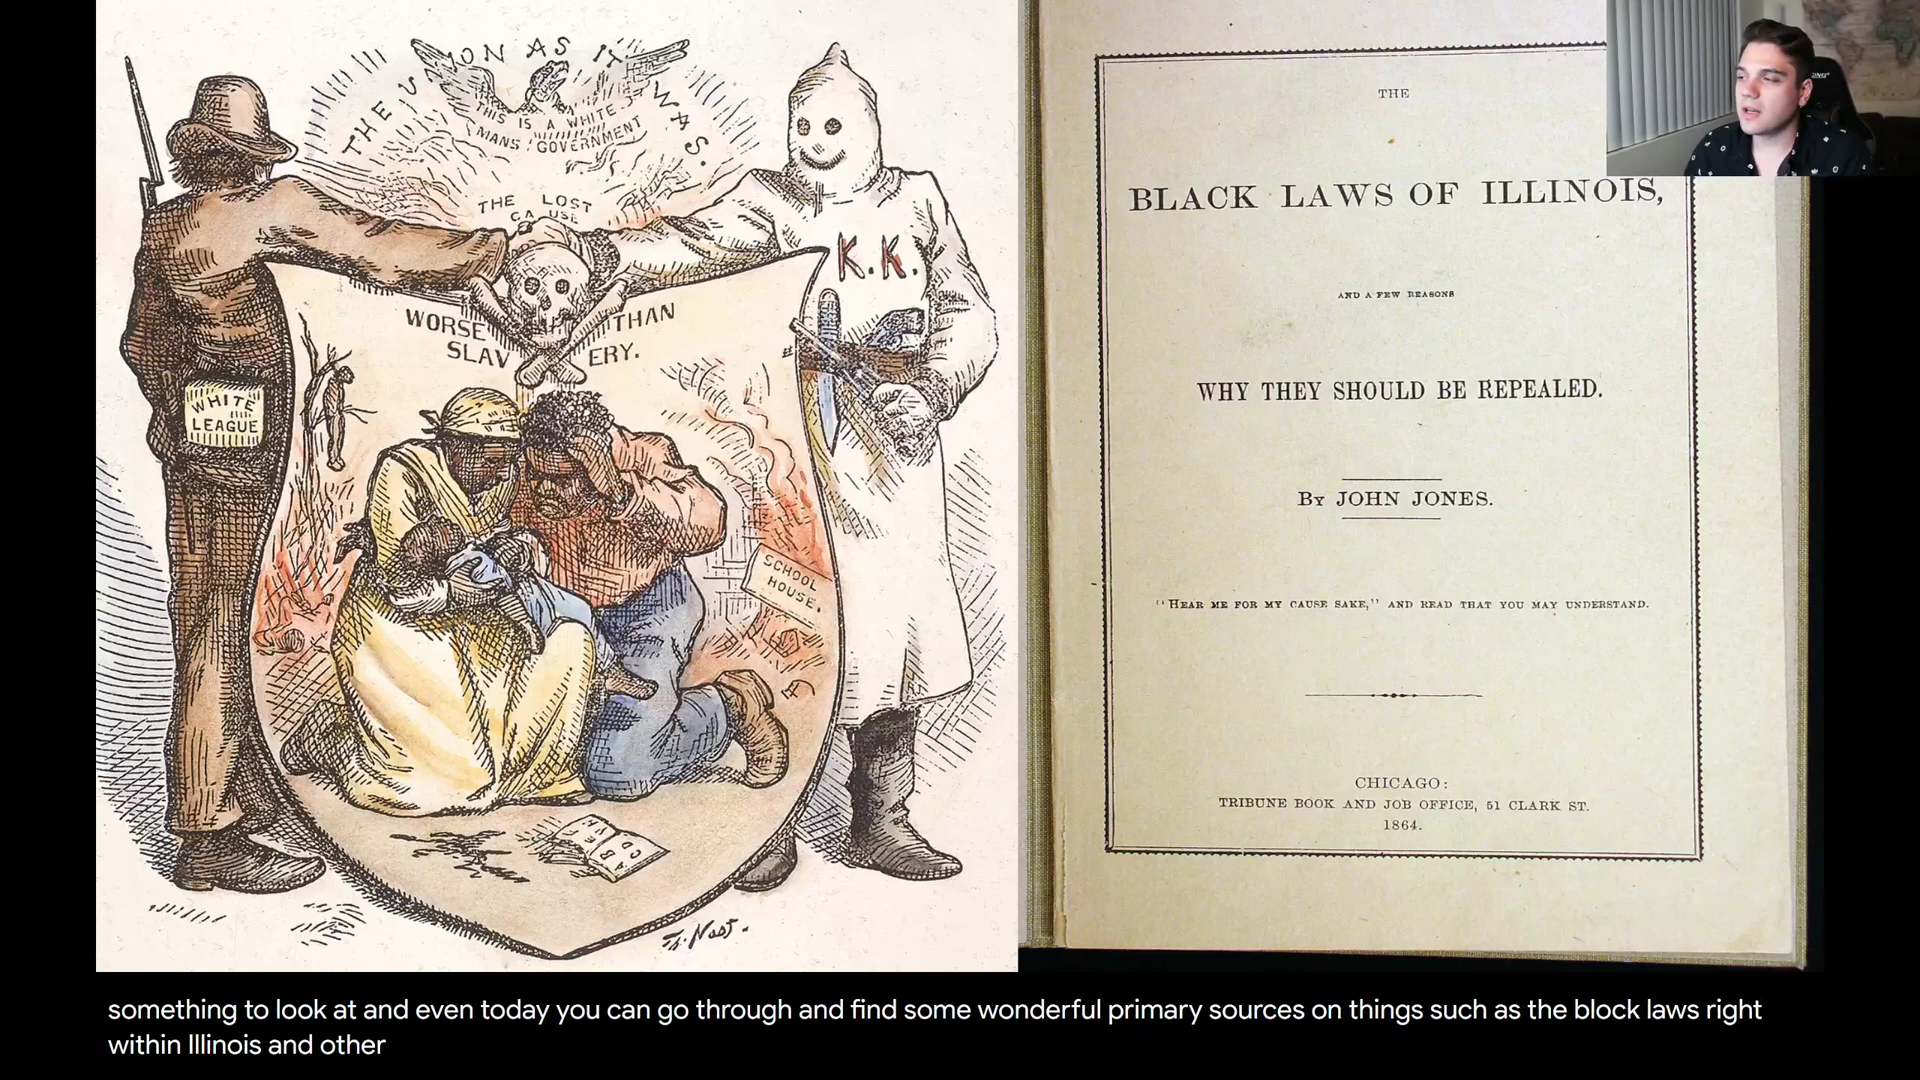 THE UNION AS IT WAS.
THIS IS A WHITE
MANS GOVERNMENT
THE LOST
CAUSE
K.K.
WORSE THAN
SLAVERY.
WHITE
LEAGUE
SCHOOL
HOUSE.
Th. Nast.
THE
BLACK LAWS OF ILLINOIS,
AND A FEW REASONS
WHY THEY SHOULD BE REPEALED.
By JOHN JONES.
"Hear me for my cause sake," and read that you may understand.
CHICAGO:
TRIBUNE BOOK AND JOB OFFICE, 51 CLARK ST.
1864.
something to look at and even today you can go through and find some wonderful primary sources on things such as the block laws right
within Illinois and other